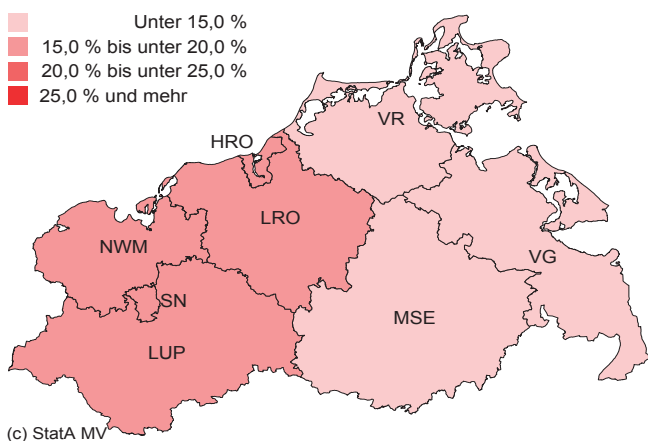 Unter 15,0 %
15,0 % bis unter 20,0 %
20,0 % bis unter 25,0 %
25,0 % und mehr
VR
HRO
LRO
NWM
VG
SN
MSE
LUP
(c) StatA MV